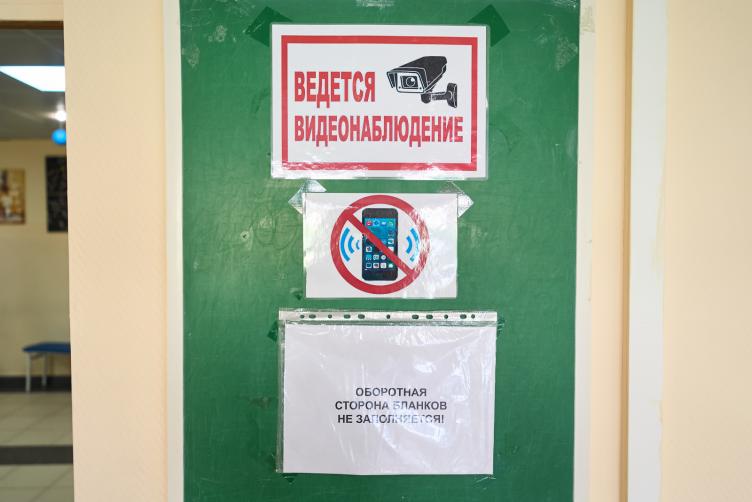 ВЕДЕТСЯ
ВИДЕОНАБЛЮДЕНИЕ
ОБОРОТНАЯ
СТОРОНА БЛАНКОВ
НЕ ЗАПОЛНЯЕТСЯ!